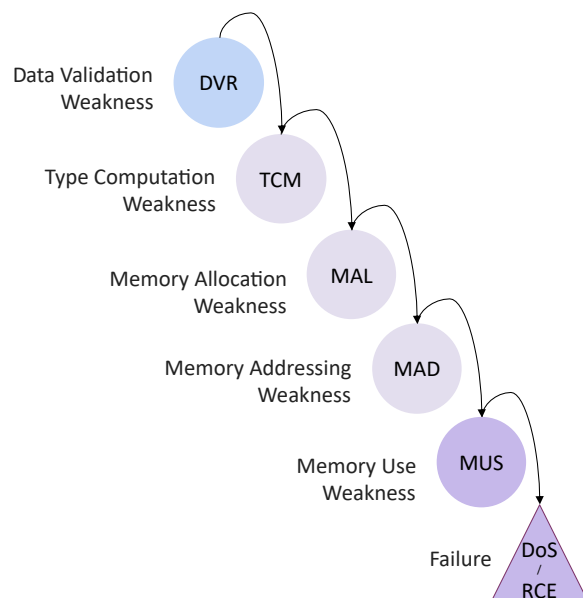 Data Validation
Weakness
DVR
Type Computation
Weakness
TCM
Memory Allocation
Weakness
MAL
Memory Addressing
Weakness
MAD
Memory Use
Weakness
MUS
Failure
DoS
/
RCE